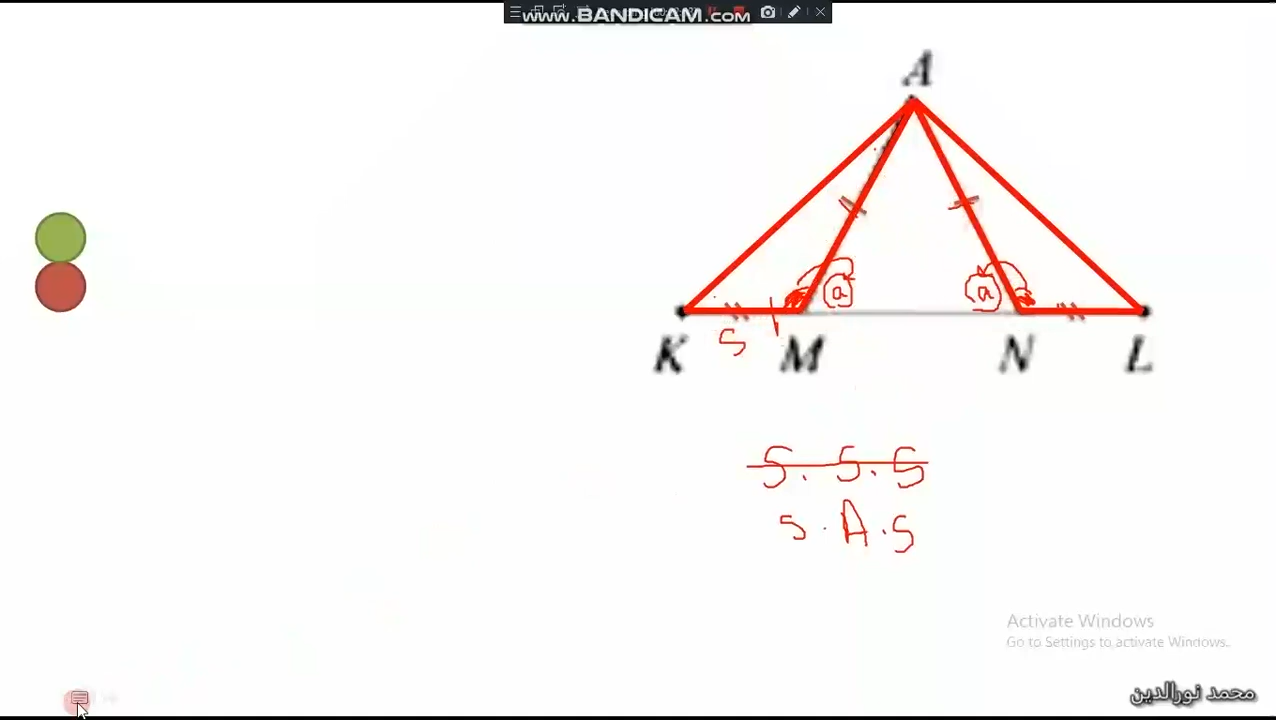 www.BANDICAM.com
A
a a
K S M N L
S. S. S
S. A. S
Activate Windows
Go to Settings to activate Windows.
محمد نورالدين